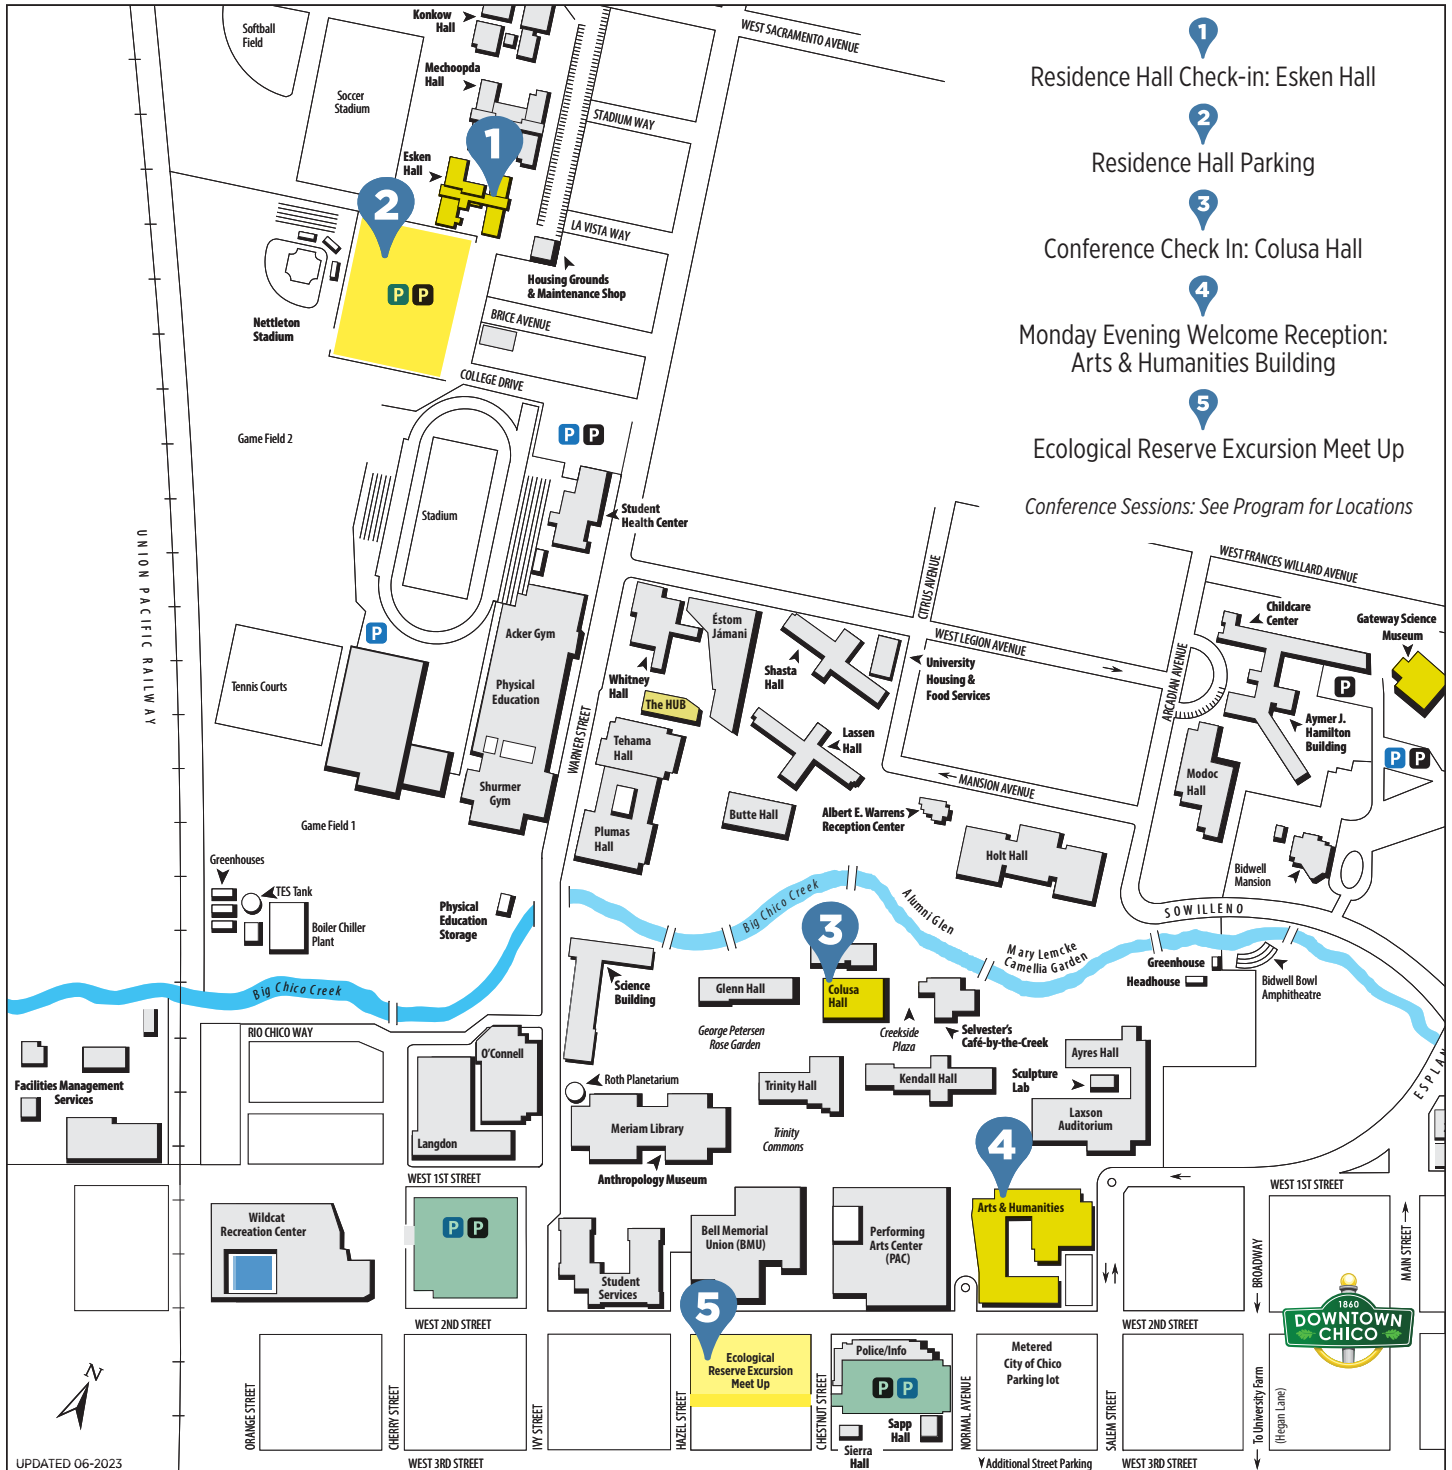 1
Residence Hall Check-in: Esken Hall
2
Residence Hall Parking
3
Conference Check In: Colusa Hall
4
Monday Evening Welcome Reception:
Arts & Humanities Building
5
Ecological Reserve Excursion Meet Up
Conference Sessions: See Program for Locations
Konkow
Hall
Softball
Field
WEST SACRAMENTO AVENUE
Mechoopda
Hall
Soccer
Stadium
STADIUM WAY
1
Esken
Hall
2
LA VISTA WAY
Housing Grounds
& Maintenance Shop
P P
Nettleton
Stadium
BRICE AVENUE
COLLEGE DRIVE
Game Field 2
P P
Stadium
Student
Health Center
UNION PACIFIC RAILWAY
WEST FRANCES WILLARD AVENUE
CITRUS AVENUE
Childcare
Center
Gateway Science
Museum
P
Acker Gym
Éstom
Jámani
WEST LEGION AVENUE
ARCADIAN AVENUE
Tennis Courts
Physical
Education
Whitney
Hall
Shasta
Hall
University
Housing &
Food Services
P
The HUB
WARNER STREET
Tehama
Hall
Lassen
Hall
Aymer J.
Hamilton
Building
P P
Shurmer
Gym
MANSION AVENUE
Modoc
Hall
Butte Hall
Albert E. Warrens
Reception Center
Game Field 1
Plumas
Hall
Holt Hall
Bidwell
Mansion
Greenhouses
TES Tank
Boiler Chiller
Plant
Physical
Education
Storage
Big Chico Creek
Alumni Glen
SOWILLENO
3
Mary Lemcke
Camellia Garden
Greenhouse
Headhouse
Bidwell Bowl
Amphitheatre
Science
Building
Glenn Hall
Colusa
Hall
Big Chico Creek
RIO CHICO WAY
George Petersen
Rose Garden
Creekside
Plaza
Selvester's
Café-by-the-Creek
O'Connell
Ayres Hall
ESPLAN
Facilities Management
Services
Roth Planetarium
Trinity Hall
Kendall Hall
Sculpture
Lab
Langdon
Meriam Library
Trinity
Commons
Laxson
Auditorium
4
Anthropology Museum
WEST 1ST STREET
WEST 1ST STREET
Wildcat
Recreation Center
P P
Bell Memorial
Union (BMU)
Performing
Arts Center
(PAC)
Arts & Humanities
Student
Services
BROADWAY
MAIN STREET
5
1860
DOWNTOWN
CHICO
WEST 2ND STREET
WEST 2ND STREET
Ecological
Reserve Excursion
Meet Up
Police/Info
P P
Metered
City of Chico
Parking lot
N
ORANGE STREET
CHERRY STREET
IVY STREET
HAZEL STREET
CHESTNUT STREET
NORMAL AVENUE
SALEM STREET
To University Farm
(Hegan Lane)
Sapp
Hall
Sierra
Hall
UPDATED 06-2023
WEST 3RD STREET
Additional Street Parking
WEST 3RD STREET